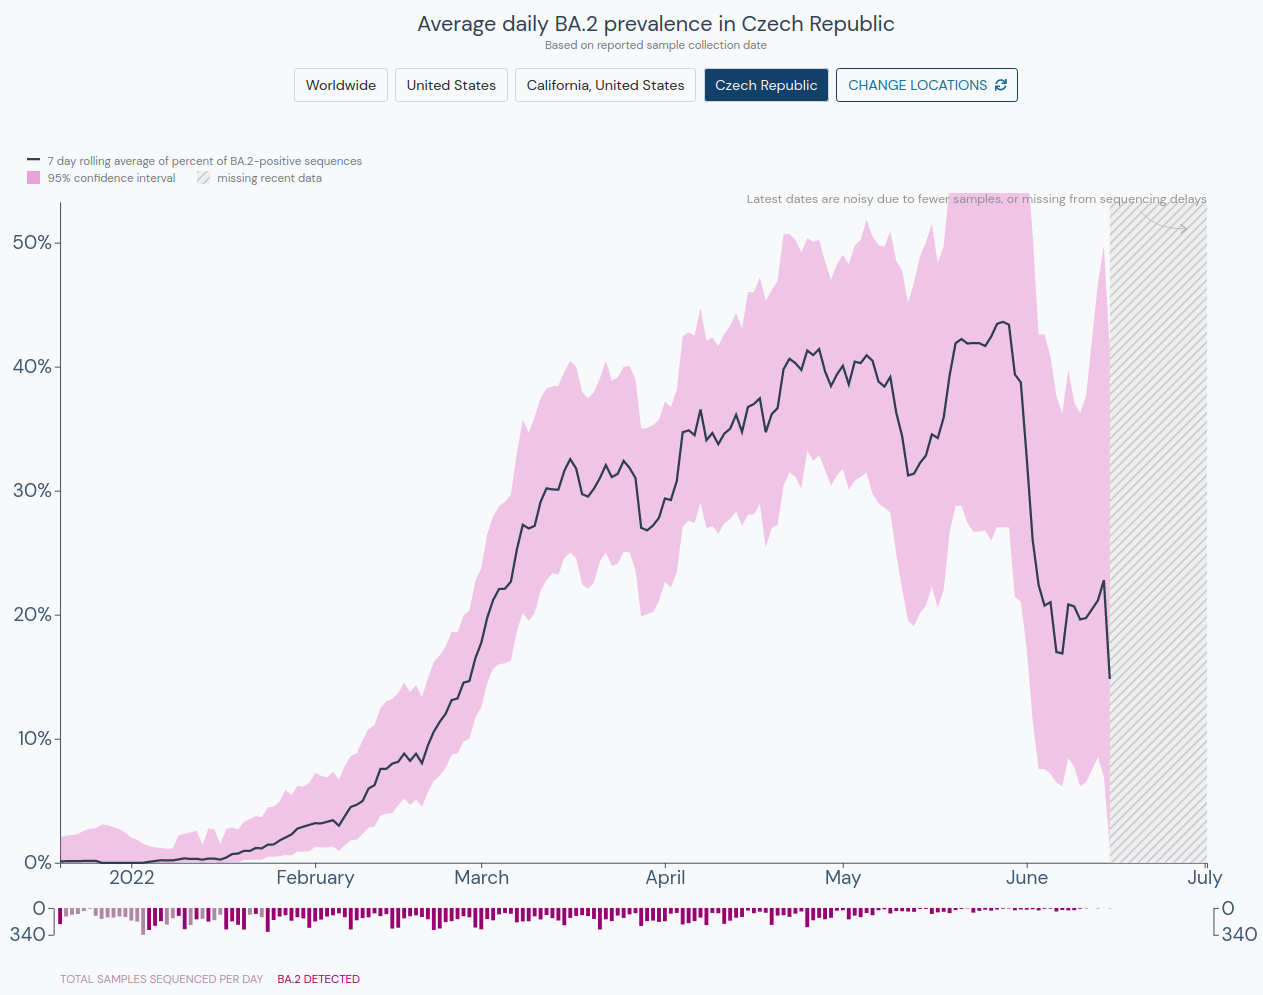 Average daily BA.2 prevalence in Czech Republic
Based on reported sample collection date
Worldwide United States California, United States Czech Republic CHANGE LOCATIONS
7 day rolling average of percent of BA.2-positive sequences
95% confidence interval missing recent data
Latest dates are noisy due to fewer samples, or missing from sequencing delays
50%
40%
30%
20%
10%
0%
2022 February March April May June July
0 0
340 340
TOTAL SAMPLES SEQUENCED PER DAY BA.2 DETECTED